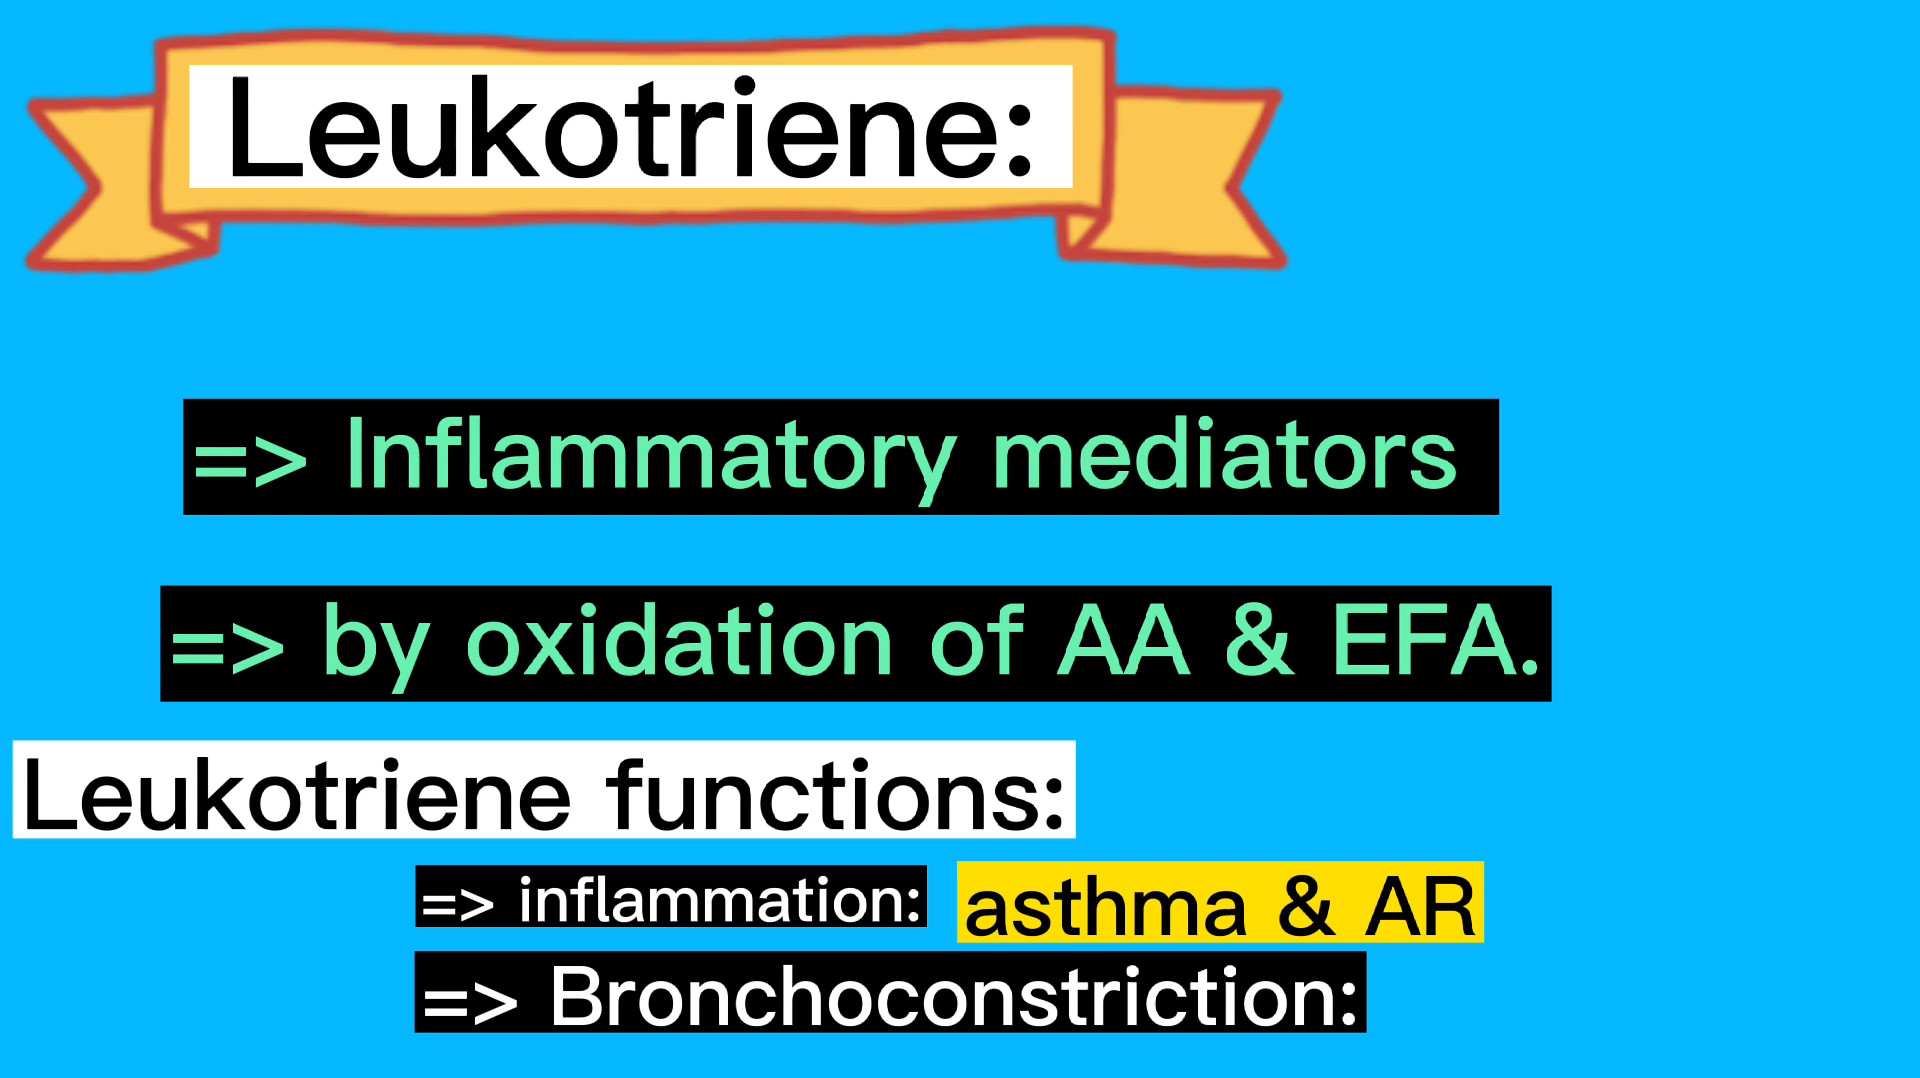 Leukotriene:
=> Inflammatory mediators
=> by oxidation of AA & EFA.
Leukotriene functions:
=> inflammation: asthma & AR
=> Bronchoconstriction: